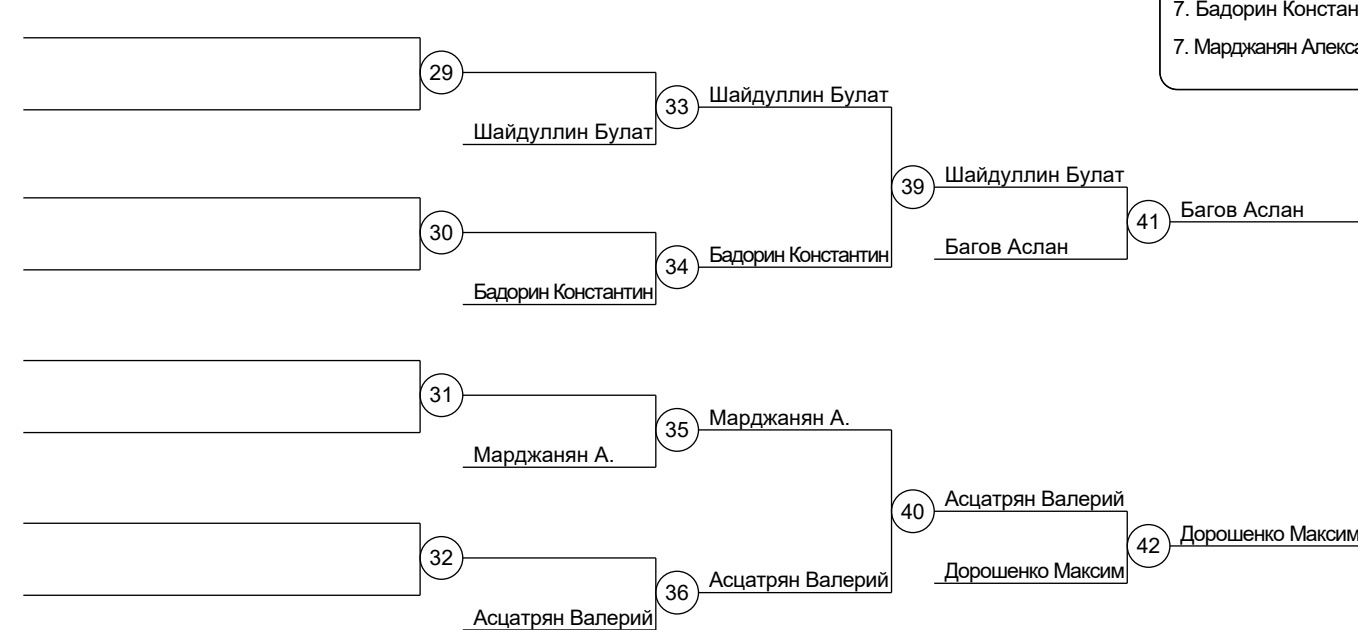 7. Бадорин Констан
7. Марджанян Алекса
29
33
Шайдуллин Булат
Шайдуллин Булат
39
Шайдуллин Булат
41
Багов Аслан
30
34
Бадорин Константин
Багов Аслан
Бадорин Константин
31
35
Марджанян А.
Марджанян А.
40
Асцатрян Валерий
42
Дорошенко Максим
32
36
Асцатрян Валерий
Дорошенко Максим
Асцатрян Валерий